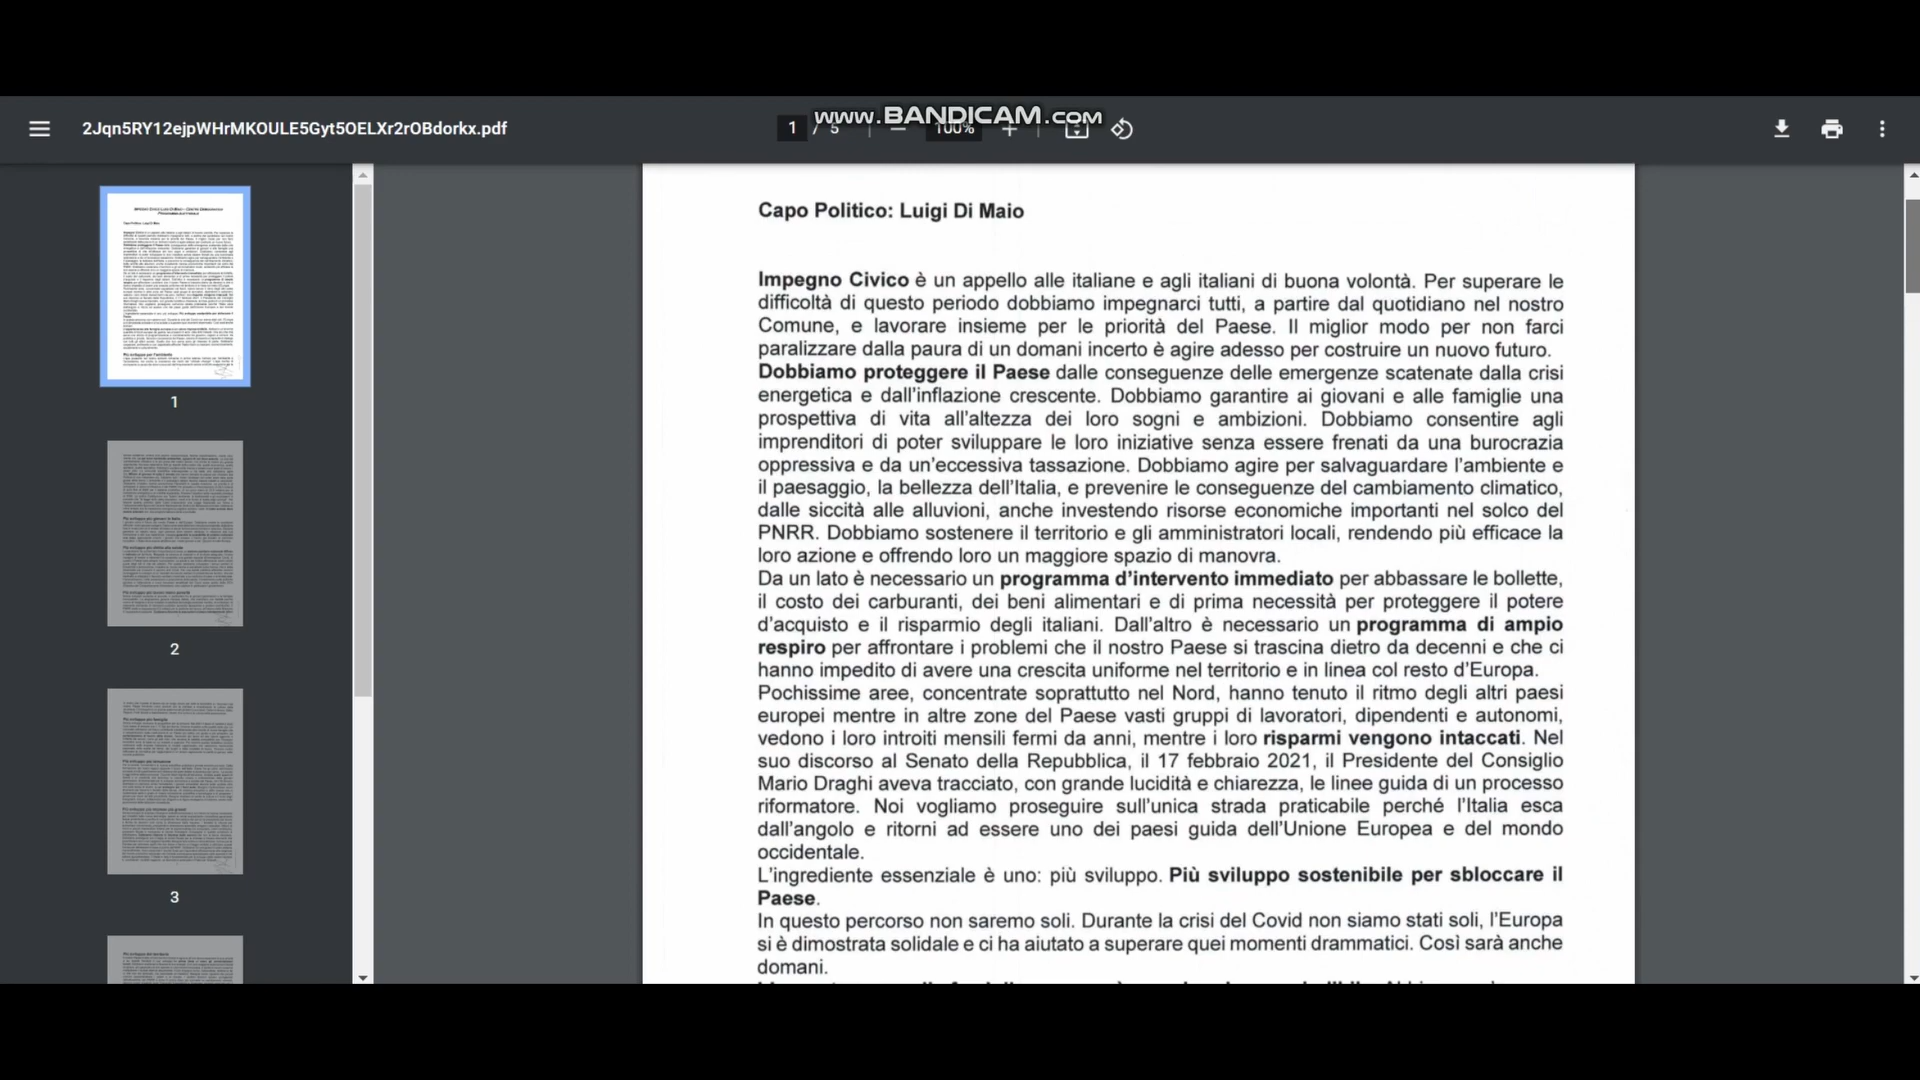 www.BANDICAM.com
2Jqn5RY12ejpWHrMKOULE5Gyt5OELXr2rOBdorkx.pdf
1 / 5
100%
1
2
3
Capo Politico: Luigi Di Maio
Impegno Civico è un appello alle italiane e agli italiani di buona volontà. Per superare le
difficoltà di questo periodo dobbiamo impegnarci tutti, a partire dal quotidiano nel nostro
Comune, e lavorare insieme per le priorità del Paese. Il miglior modo per non farci
paralizzare dalla paura di un domani incerto è agire adesso per costruire un nuovo futuro.
Dobbiamo proteggere il Paese dalle conseguenze delle emergenze scatenate dalla crisi
energetica e dall'inflazione crescente. Dobbiamo garantire ai giovani e alle famiglie una
prospettiva di vita all'altezza dei loro sogni e ambizioni. Dobbiamo consentire agli
imprenditori di poter sviluppare le loro iniziative senza essere frenati da una burocrazia
oppressiva e da un'eccessiva tassazione. Dobbiamo agire per salvaguardare l'ambiente e
il paesaggio, la bellezza dell'Italia, e prevenire le conseguenze del cambiamento climatico,
dalle siccità alle alluvioni, anche investendo risorse economiche importanti nel solco del
PNRR. Dobbiamo sostenere il territorio e gli amministratori locali, rendendo più efficace la
loro azione e offrendo loro un maggiore spazio di manovra.
Da un lato è necessario un programma d'intervento immediato per abbassare le bollette,
il costo dei carburanti, dei beni alimentari e di prima necessità per proteggere il potere
d'acquisto e il risparmio degli italiani. Dall'altro è necessario un programma di ampio
respiro per affrontare i problemi che il nostro Paese si trascina dietro da decenni e che ci
hanno impedito di avere una crescita uniforme nel territorio e in linea col resto d'Europa.
Pochissime aree, concentrate soprattutto nel Nord, hanno tenuto il ritmo degli altri paesi
europei mentre in altre zone del Paese vasti gruppi di lavoratori, dipendenti e autonomi,
vedono i loro introiti mensili fermi da anni, mentre i loro risparmi vengono intaccati. Nel
suo discorso al Senato della Repubblica, il 17 febbraio 2021, il Presidente del Consiglio
Mario Draghi aveva tracciato, con grande lucidità e chiarezza, le linee guida di un processo
riformatore. Noi vogliamo proseguire sull'unica strada praticabile perché l'Italia esca
dall'angolo e ritorni ad essere uno dei paesi guida dell'Unione Europea e del mondo
occidentale.
L'ingrediente essenziale è uno: più sviluppo. Più sviluppo sostenibile per sbloccare il
Paese.
In questo percorso non saremo soli. Durante la crisi del Covid non siamo stati soli, l'Europa
si è dimostrata solidale e ci ha aiutato a superare quei momenti drammatici. Così sarà anche
domani.